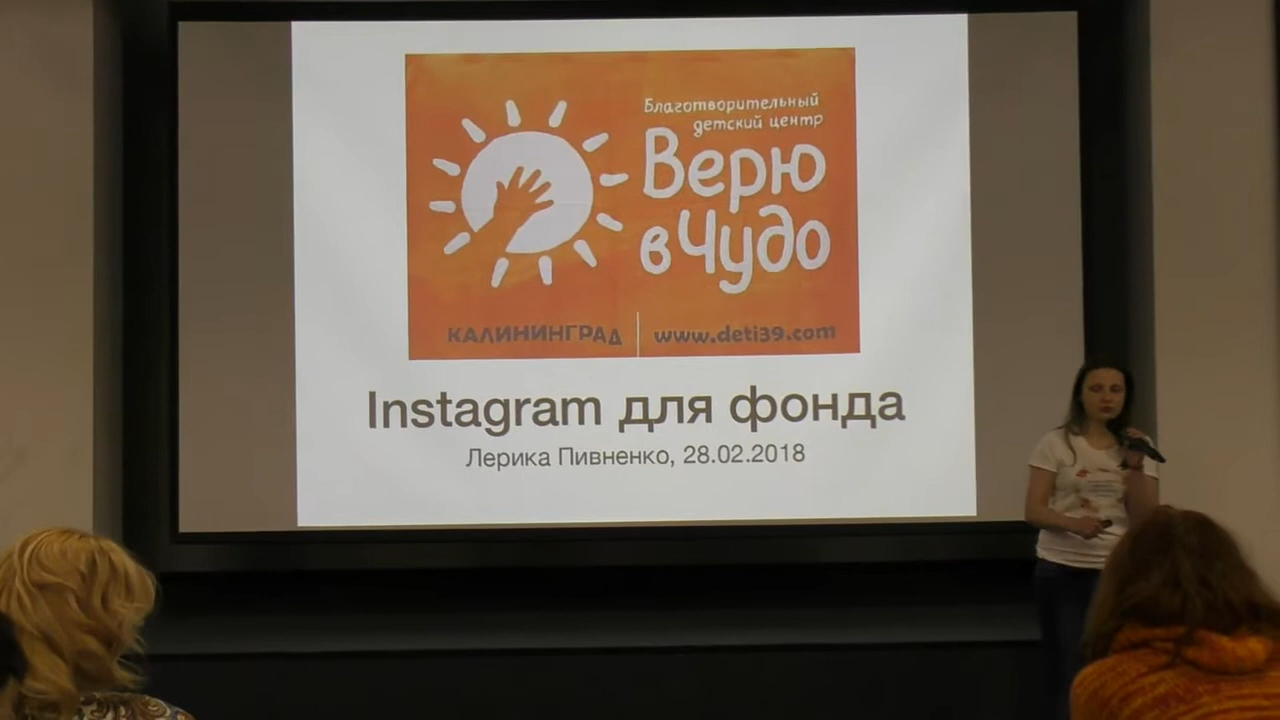 Благотворительный
детский центр
Верю
в Чудо
КАЛИНИНГРАД
www.deti39.com
Instagram для фонда
Лерика Пивненко, 28.02.2018